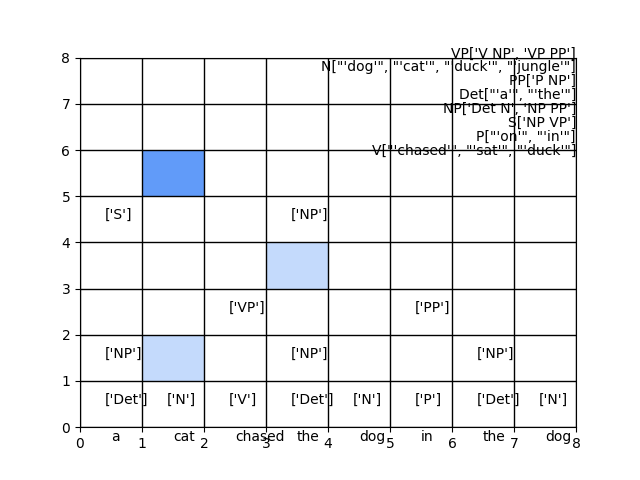 VP['V NP', 'VP PP']
N["'dog'", "'cat'", "'duck'", "'jungle'"]
PP['P NP']
Det["'a'", "'the'"]
NP['Det N', 'NP PP']
S['NP VP']
P["'on'", "'in'"]
V["'chased'", "'sat'", "'duck'"]
8
7
6
5
['S'] ['NP']
4
3
['VP'] ['PP']
2
['NP'] ['NP'] ['NP']
1
['Det'] ['N'] ['V'] ['Det'] ['N'] ['P'] ['Det'] ['N']
0
a cat chased the dog in the dog
0 1 2 3 4 5 6 7 8